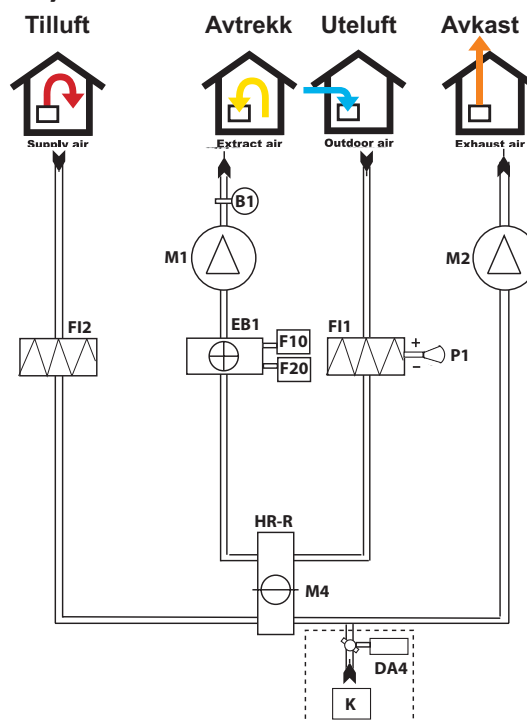 Tilluft Avtrekk Uteluft Avkast
Supply air Extract air Outdoor air Exhaust air
B1
M1 M2
FI2 EB1 F10 FI1
F20 + P1
−
HR-R
M4
DA4
K